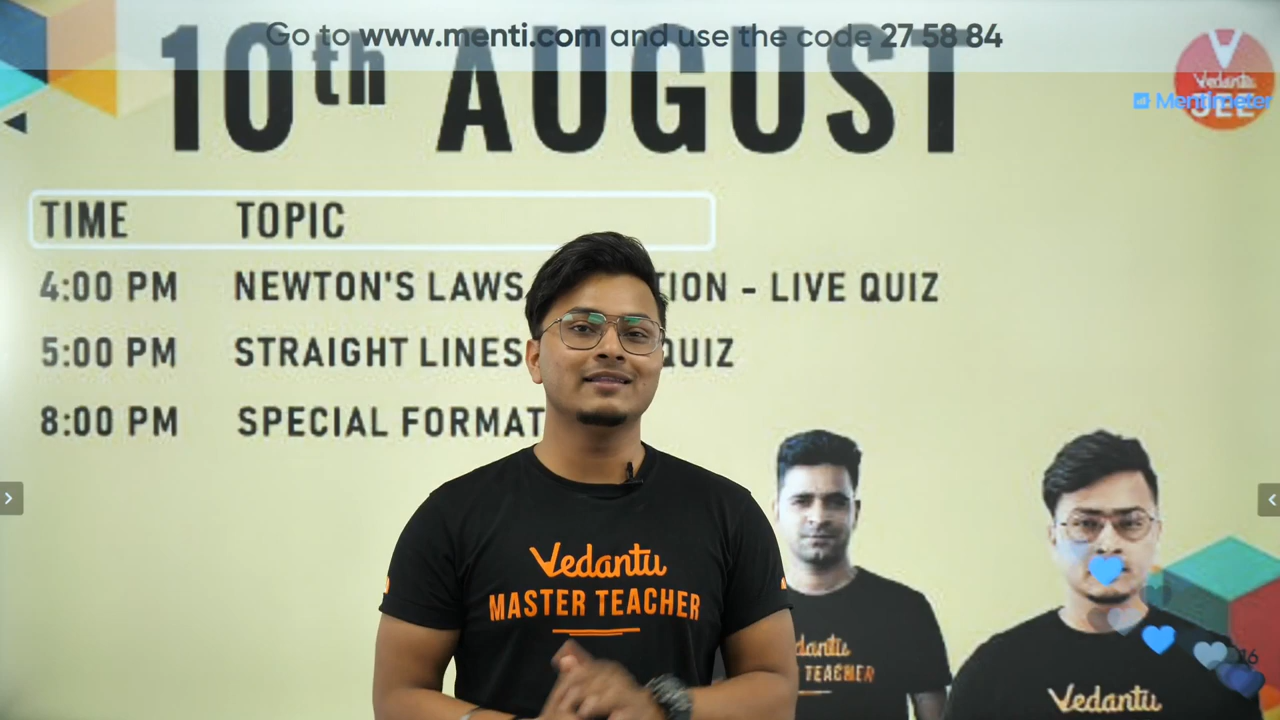 Go to www.menti.com and use the code 27 58 84
10th AUGUST
Vedantu
JEE
Mentimeter
TIME TOPIC
4:00 PM NEWTON'S LAWS TION - LIVE QUIZ
5:00 PM STRAIGHT LINES QUIZ
8:00 PM SPECIAL FORMAT
Vedantu
MASTER TEACHER
dantu
TEACHER
Vedantu